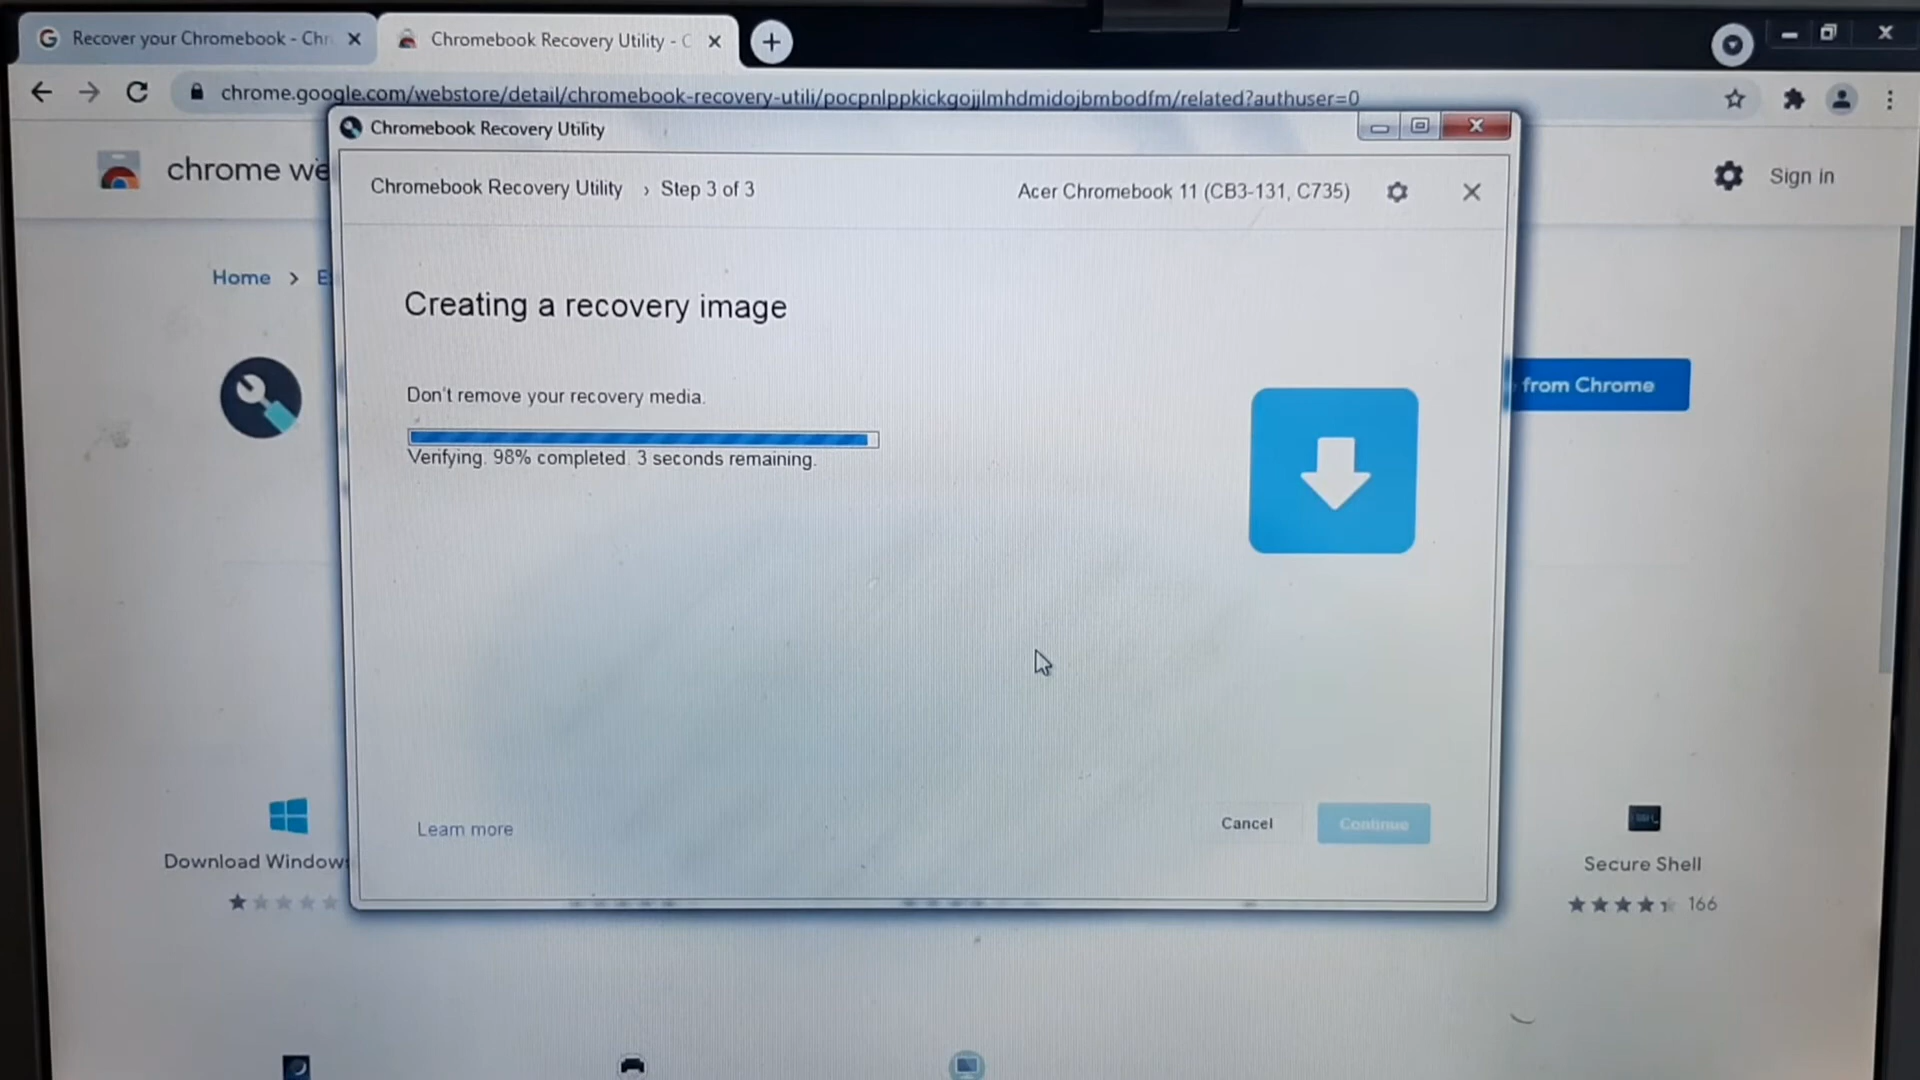 Recover your Chromebook - Chr
Chromebook Recovery Utility - C
chrome.google.com/webstore/detail/chromebook-recovery-utili/pocpnlppkickgojjlmhdmidojbmbodfm/related?authuser=0
Chromebook Recovery Utility
chrome we
Sign in
Chromebook Recovery Utility › Step 3 of 3
Acer Chromebook 11 (CB3-131, C735)
Home > E
Creating a recovery image
from Chrome
Don't remove your recovery media.
Verifying. 98% completed. 3 seconds remaining.
Learn more
Cancel
Continue
Download Windows
Secure Shell
166